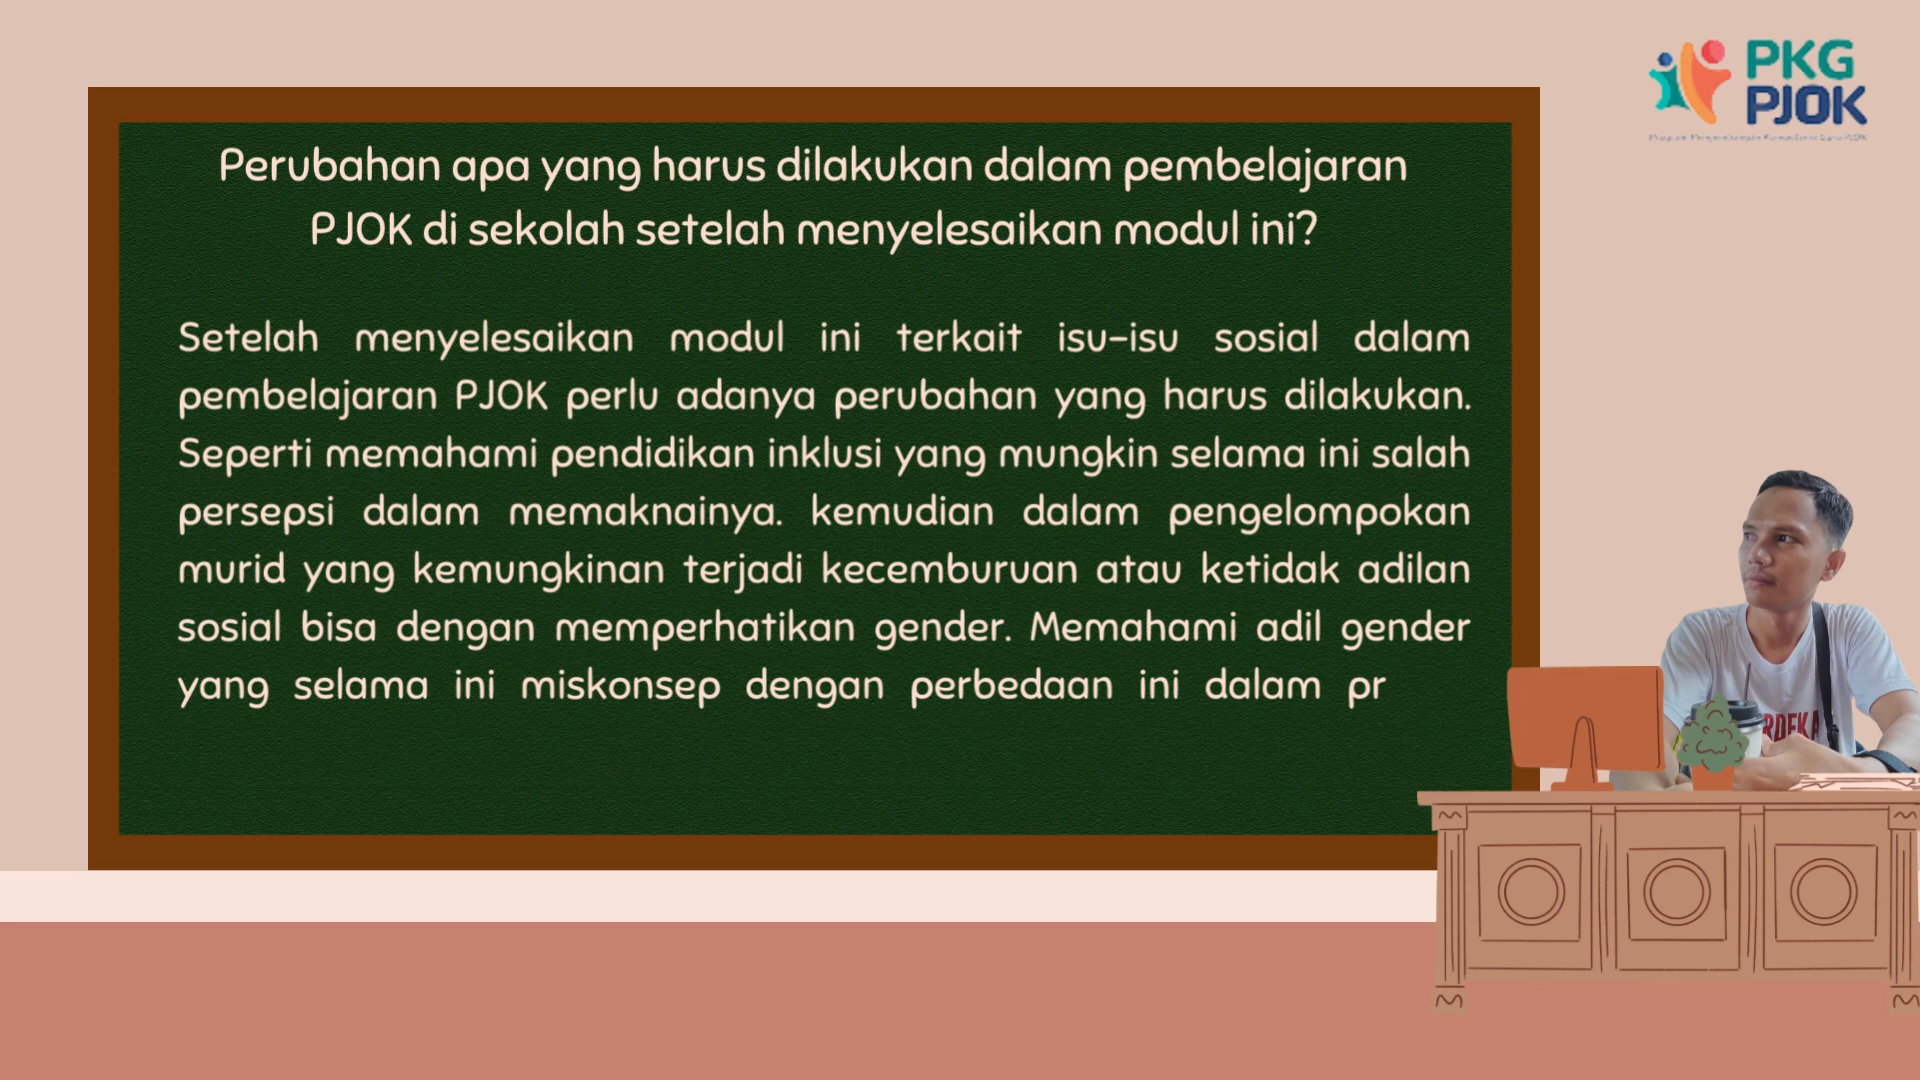 PKG
PJOK
Perubahan apa yang harus dilakukan dalam pembelajaran
PJOK di sekolah setelah menyelesaikan modul ini?
Setelah menyelesaikan modul ini terkait isu-isu sosial dalam
pembelajaran PJOK perlu adanya perubahan yang harus dilakukan.
Seperti memahami pendidikan inklusi yang mungkin selama ini salah
persepsi dalam memaknainya. kemudian dalam pengelompokan
murid yang kemungkinan terjadi kecemburuan atau ketidak adilan
sosial bisa dengan memperhatikan gender. Memahami adil gender
yang selama ini miskonsep dengan perbedaan ini dalam pr